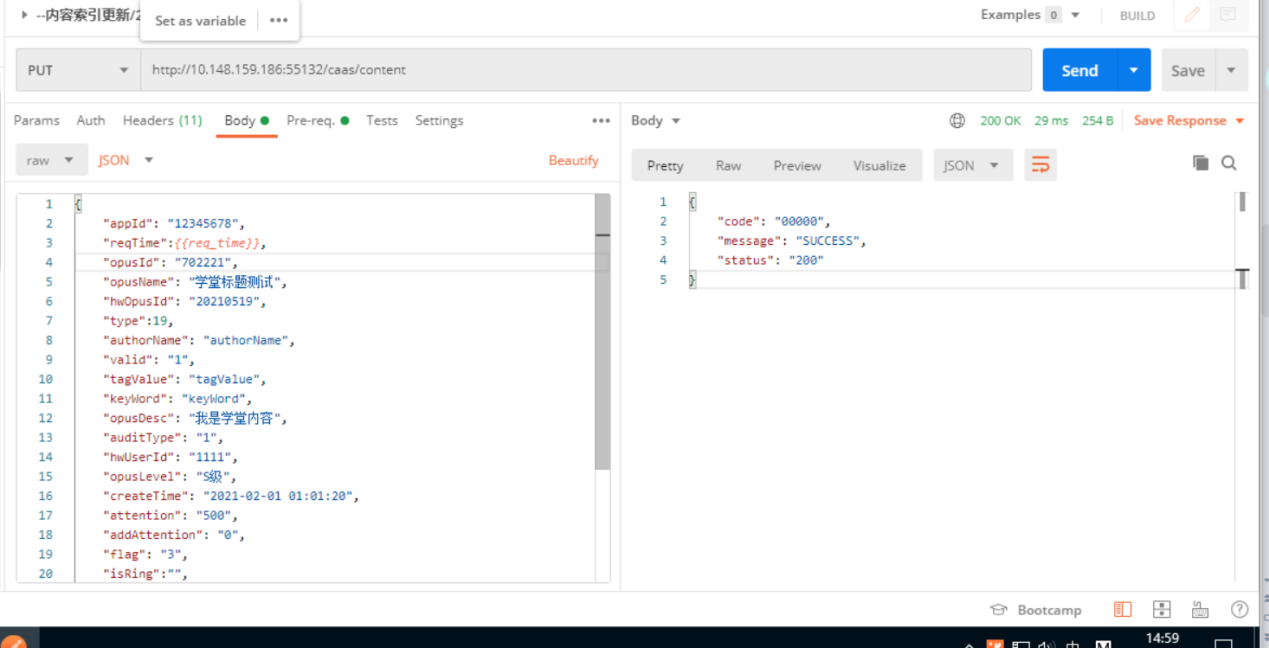 --内容索引更新/2
Set as variable
Examples 0
BUILD
PUT
http://10.148.159.186:55132/caas/content
Send
Save
Params Auth Headers (11) Body Pre-req. Tests Settings
Body
200 OK 29 ms 254 B Save Response
raw JSON Beautify
Pretty Raw Preview Visualize JSON
1 {
2 "appId": "12345678",
3 "reqTime":{{req_time}},
4 "opusId": "702221",
5 "opusName": "学堂标题测试",
6 "hwOpusId": "20210519",
7 "type":19,
8 "authorName": "authorName",
9 "valid": "1",
10 "tagValue": "tagValue",
11 "keyWord": "keyWord",
12 "opusDesc": "我是学堂内容",
13 "auditType": "1",
14 "hwUserId": "1111",
15 "opusLevel": "S级",
16 "createTime": "2021-02-01 01:01:20",
17 "attention": "500",
18 "addAttention": "0",
19 "flag": "3",
20 "isRing":"",
1 {
2 "code": "00000",
3 "message": "SUCCESS",
4 "status": "200"
5 }
Bootcamp
中
14:59